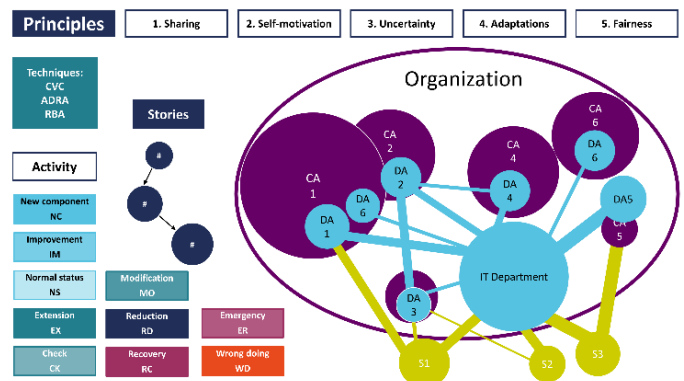 Principles
1. Sharing
2. Self-motivation
3. Uncertainty
4. Adaptations
5. Fairness
Techniques:
CVC
ADRA
RBA
Stories
#
#
#
Activity
New component
NC
Improvement
IM
Normal status
NS
Modification
MO
Extension
EX
Reduction
RD
Emergency
ER
Check
CK
Recovery
RC
Wrong doing
WD
Organization
CA
1
CA
2
CA
4
CA
6
DA
1
DA
6
DA
2
DA
4
DA
6
DA5
CA
5
IT Department
DA
3
S1
S2
S3